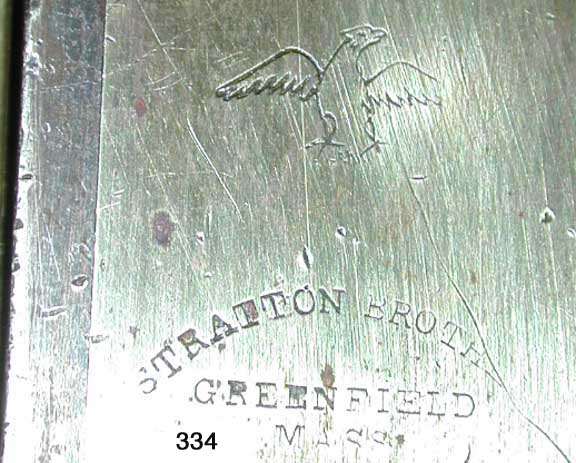 STRATTON BROTH
GREENFIELD
MASS
334